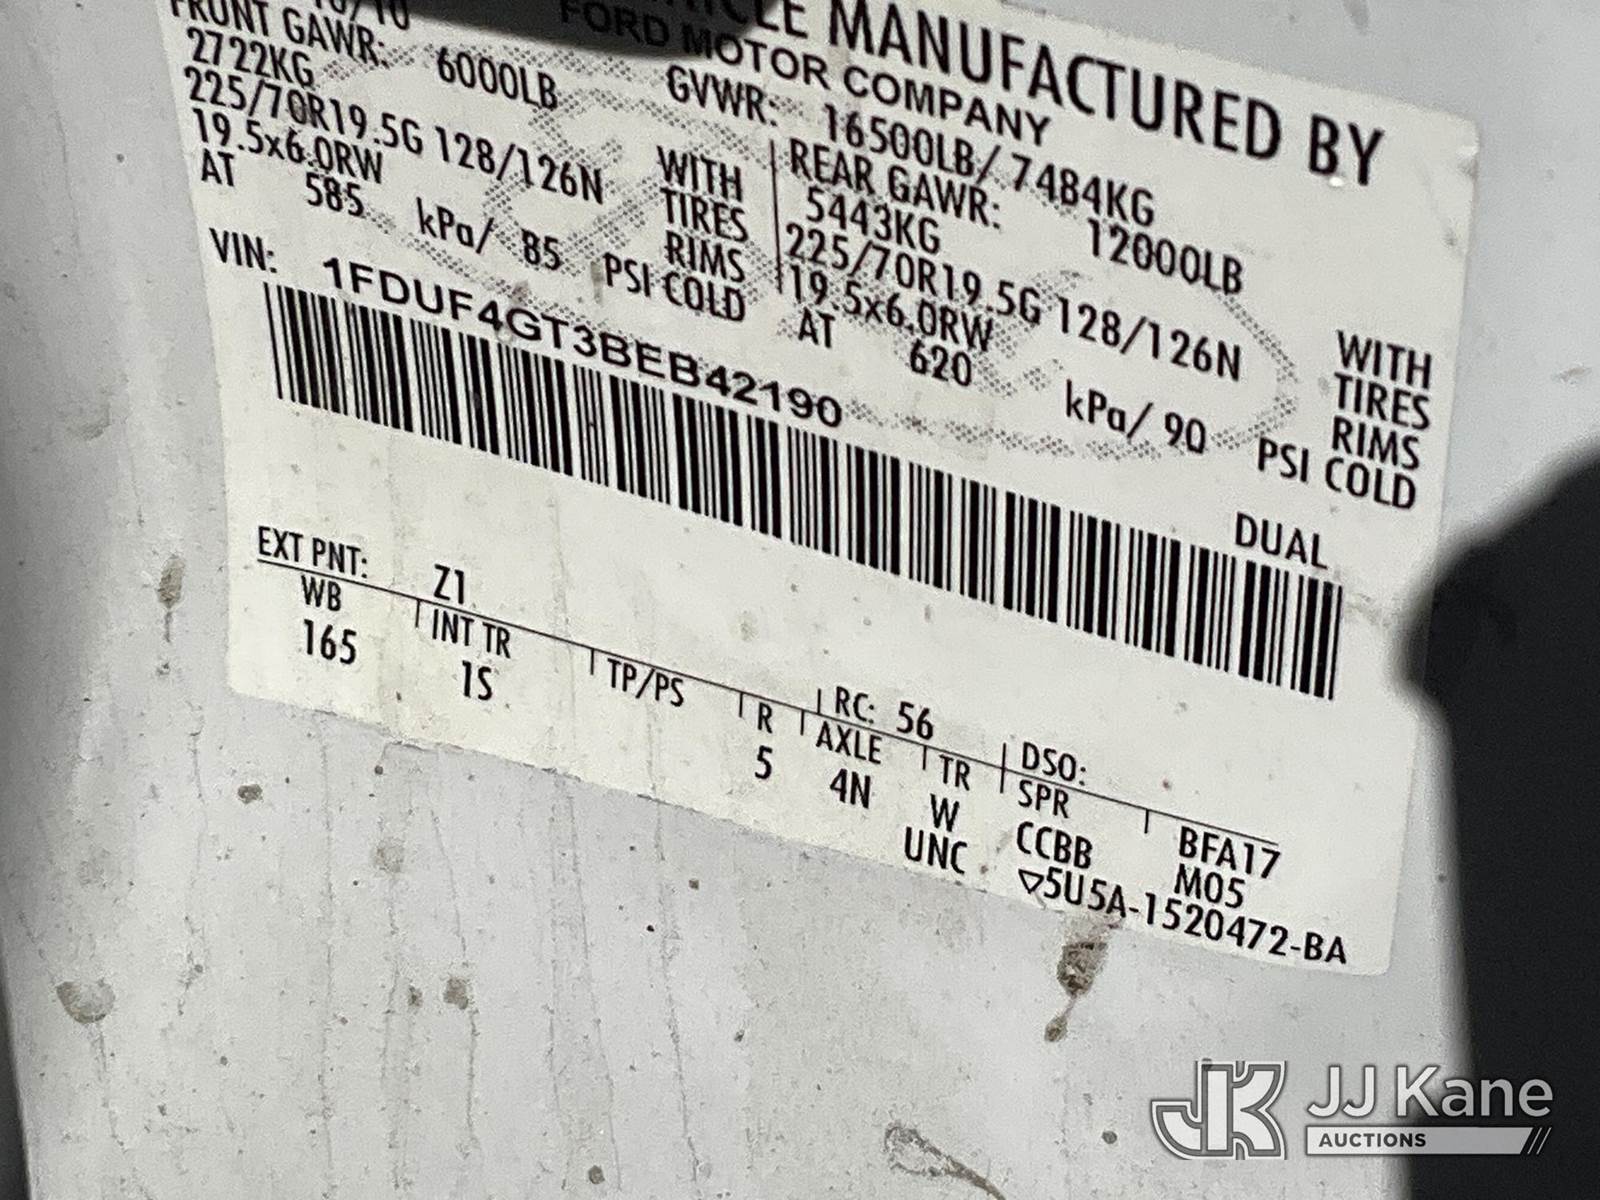 10/10
VEHICLE MANUFACTURED BY
FORD MOTOR COMPANY
FRONT GAWR: 6000LB GVWR: 16500LB/ 7484KG
2722KG WITH REAR GAWR: 12000LB
225/70R19.5G 128/126N TIRES 5443KG WITH
19.5x6.0RW RIMS 225/70R19.5G 128/126N TIRES
AT 585 kPa/ 85 PSI COLD 19.5x6.0RW RIMS
AT 620 kPa/ 90 PSI COLD
VIN: 1FDUF4GT3BEB42190
DUAL
EXT PNT: Z1 RC: 56 DSO:
WB INT TR TP/PS R AXLE TR SPR BFA17
165 1S 5 4N W CCBB M05
UNC ▽5U5A-1520472-BA
JK JJ Kane
AUCTIONS